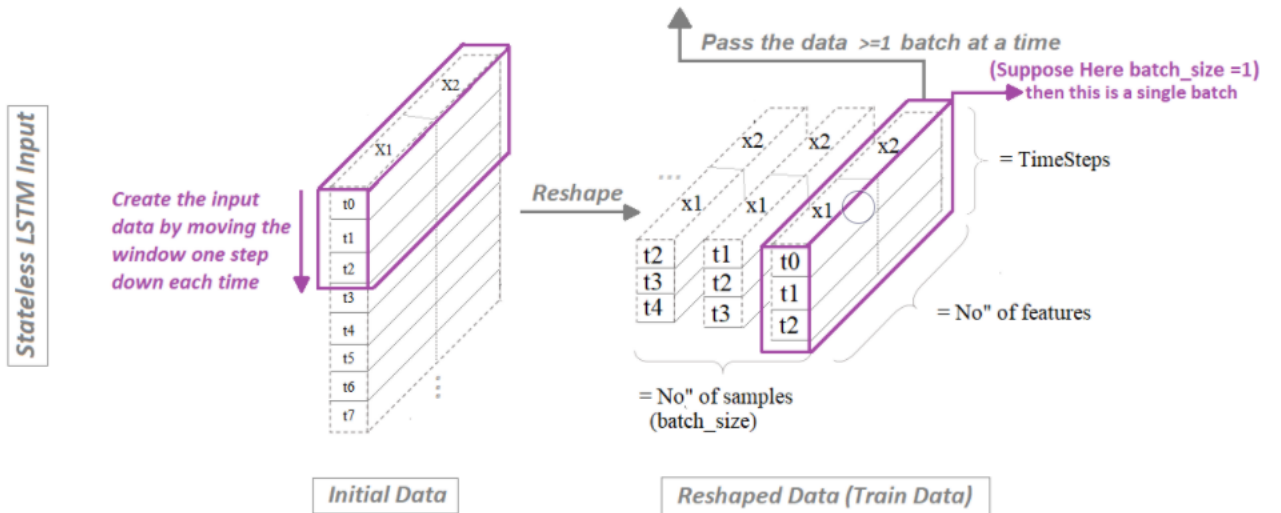 Stateless LSTM Input
Create the input
data by moving the
window one step
down each time
X2
X1
t0
t1
t2
t3
t4
t5
t6
t7
Initial Data
Reshape
Pass the data >=1 batch at a time
(Suppose Here batch_size =1)
then this is a single batch
x2
x2
x2
x1
x1
x1
t2
t3
t4
t1
t2
t3
t0
t1
t2
= TimeSteps
= No" of features
= No" of samples
(batch_size)
Reshaped Data (Train Data)